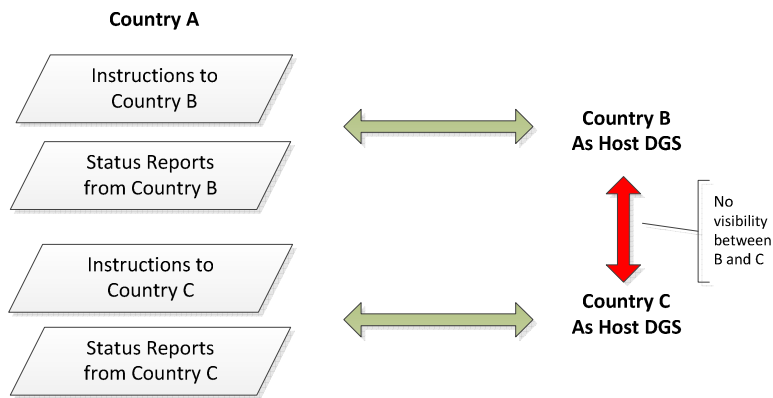 Country A
Instructions to
Country B
Status Reports
from Country B
Instructions to
Country C
Status Reports
from Country C
Country B
As Host DGS
No
visibility
between
B and C
Country C
As Host DGS